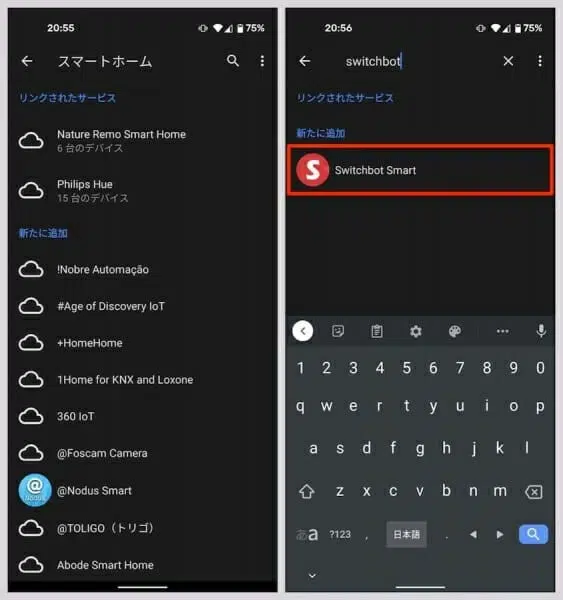 20:55
75%
スマートホーム
リンクされたサービス
Nature Remo Smart Home
6 台のデバイス
Philips Hue
15 台のデバイス
新たに追加
!Nobre Automação
#Age of Discovery IoT
+HomeHome
1Home for KNX and Loxone
360 IoT
@Foscam Camera
@
Nodus
@Nodus Smart
@TOLIGO（トリゴ）
Abode Smart Home
20:56
75%
switchbot
リンクされたサービス
新たに追加
S
Switchbot Smart
1 2 3 4 5 6 7 8 9 0
q w e r t y u i o p
a s d f g h j k l
z x c v b n m
あa ?123 , 日本語 .